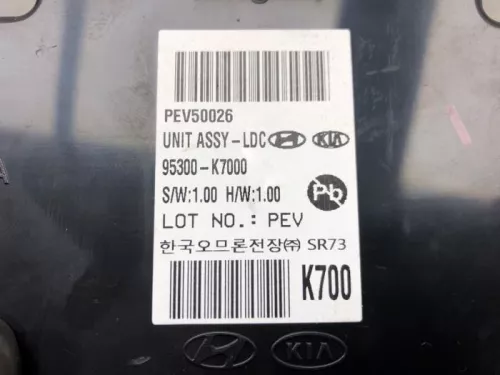 PEV50026
UNIT ASSY-LDC KIA
95300-K7000
S/W:1.00 H/W:1.00 Pb
LOT NO.: PEV
한국오므론전장㈜ SR73
K700
KIA